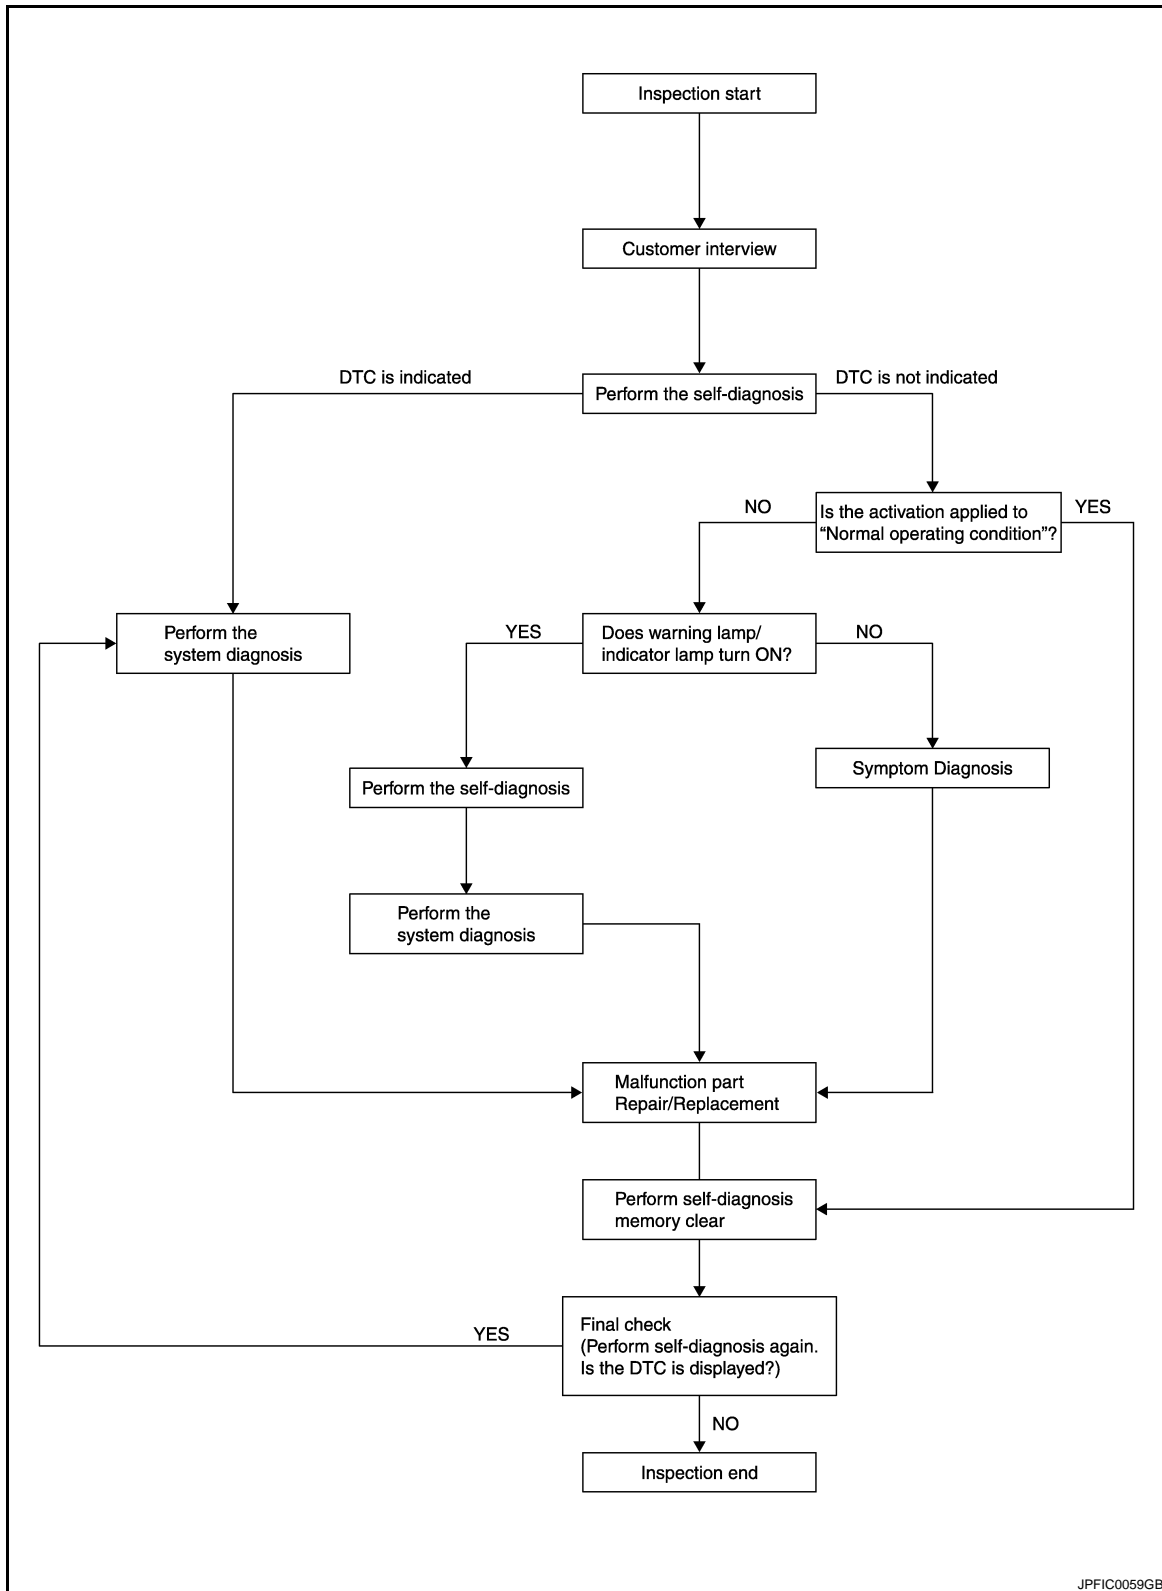 Inspection start
Customer interview
DTC is indicated
DTC is not indicated
Perform the self-diagnosis
NO
Is the activation applied to
“Normal operating condition”?
YES
Perform the
system diagnosis
YES
Does warning lamp/
indicator lamp turn ON?
NO
Perform the self-diagnosis
Symptom Diagnosis
Perform the
system diagnosis
Malfunction part
Repair/Replacement
Perform self-diagnosis
memory clear
YES
Final check
(Perform self-diagnosis again.
Is the DTC is displayed?)
NO
Inspection end
JPFIC0059GB